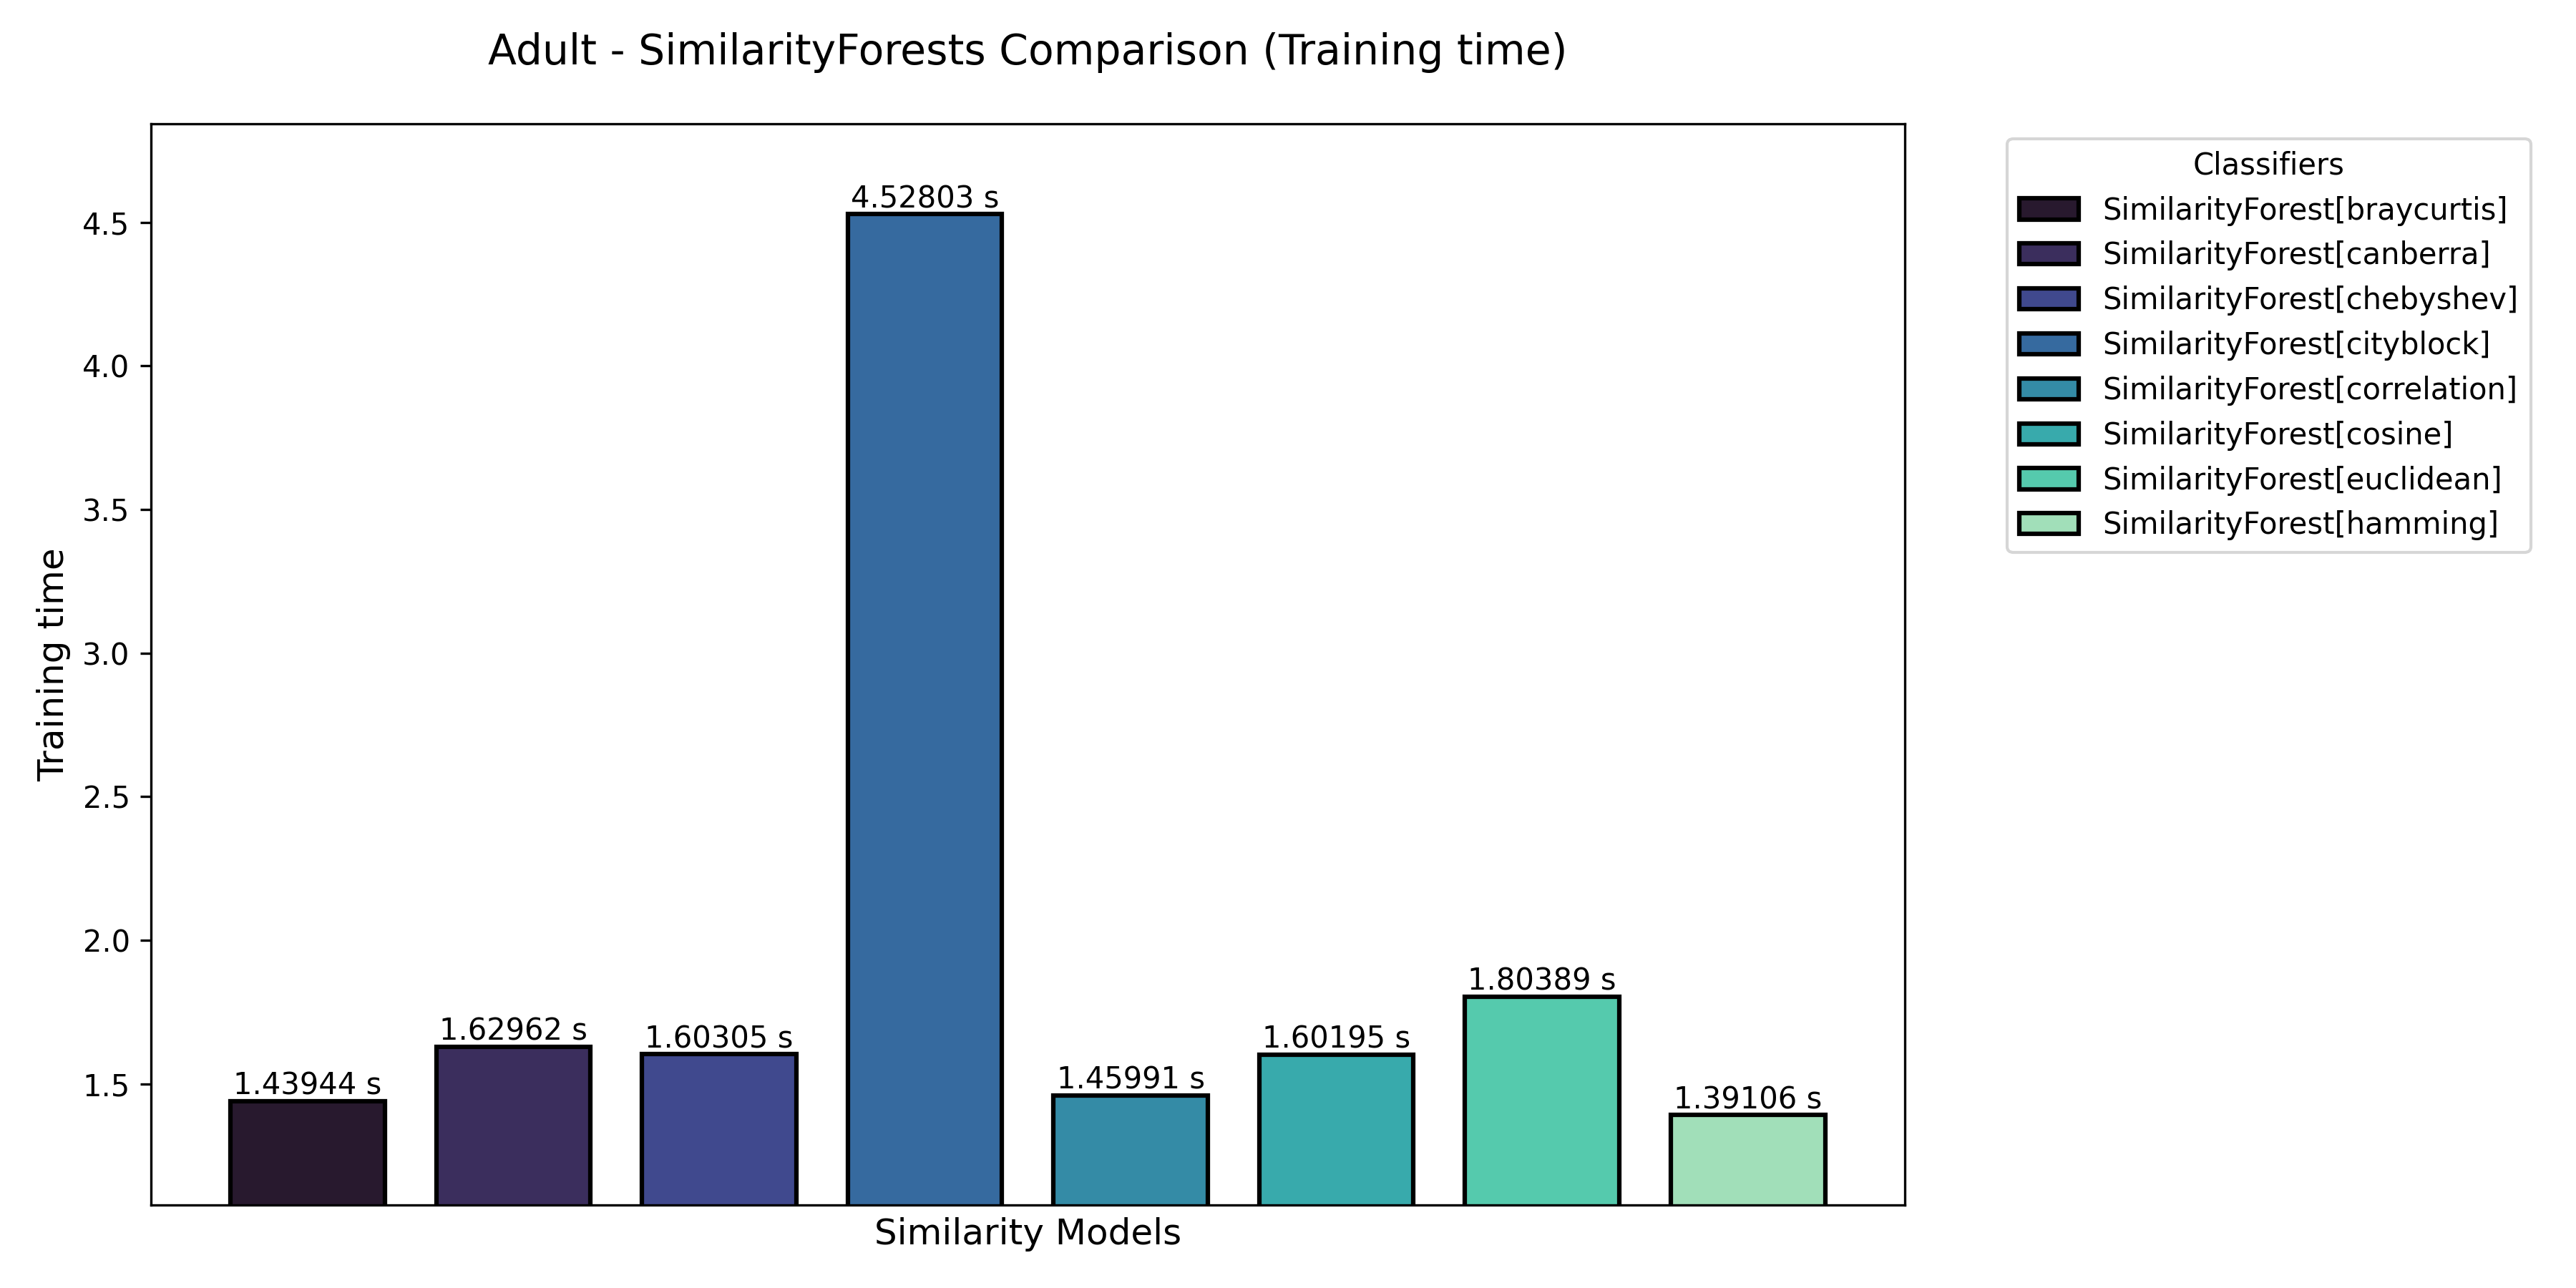 Adult - SimilarityForests Comparison (Training time)
Training time
4.5
4.0
3.5
3.0
2.5
2.0
1.5
1.43944 s
1.62962 s
1.60305 s
4.52803 s
1.45991 s
1.60195 s
1.80389 s
1.39106 s
Similarity Models
Classifiers
SimilarityForest[braycurtis]
SimilarityForest[canberra]
SimilarityForest[chebyshev]
SimilarityForest[cityblock]
SimilarityForest[correlation]
SimilarityForest[cosine]
SimilarityForest[euclidean]
SimilarityForest[hamming]